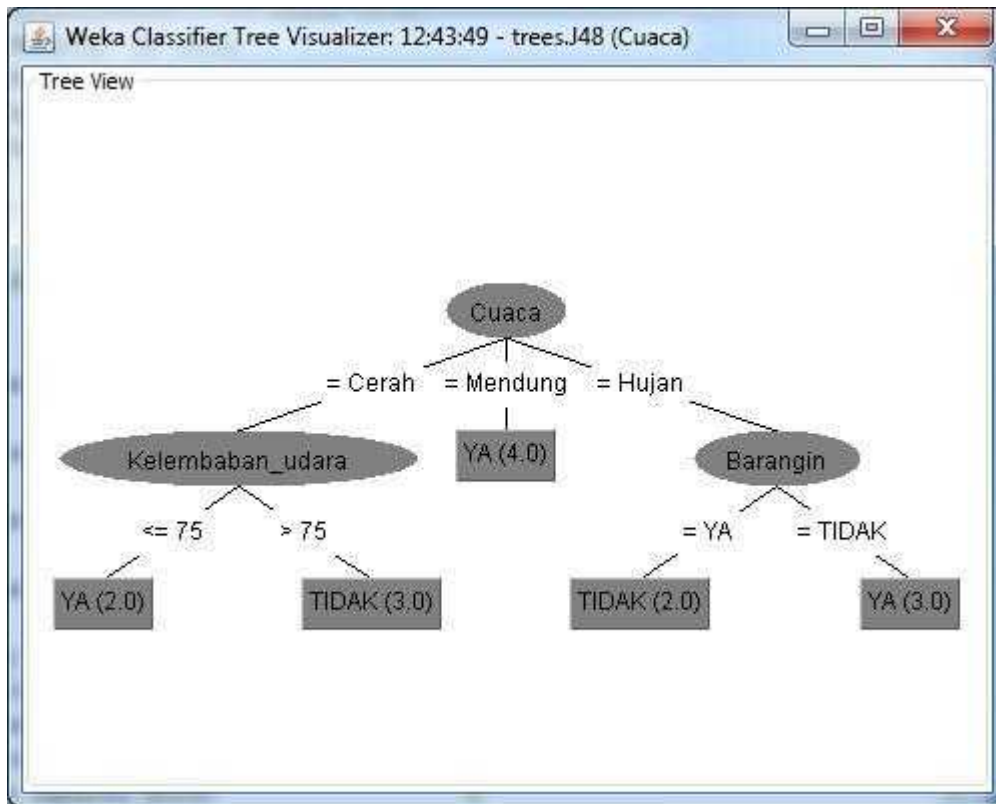 Weka Classifier Tree Visualizer: 12:43:49 - trees.J48 (Cuaca)
Tree View
Cuaca
= Cerah = Mendung = Hujan
Kelembaban_udara YA (4.0) Barangin
<= 75 > 75 = YA = TIDAK
YA (2.0) TIDAK (3.0) TIDAK (2.0) YA (3.0)